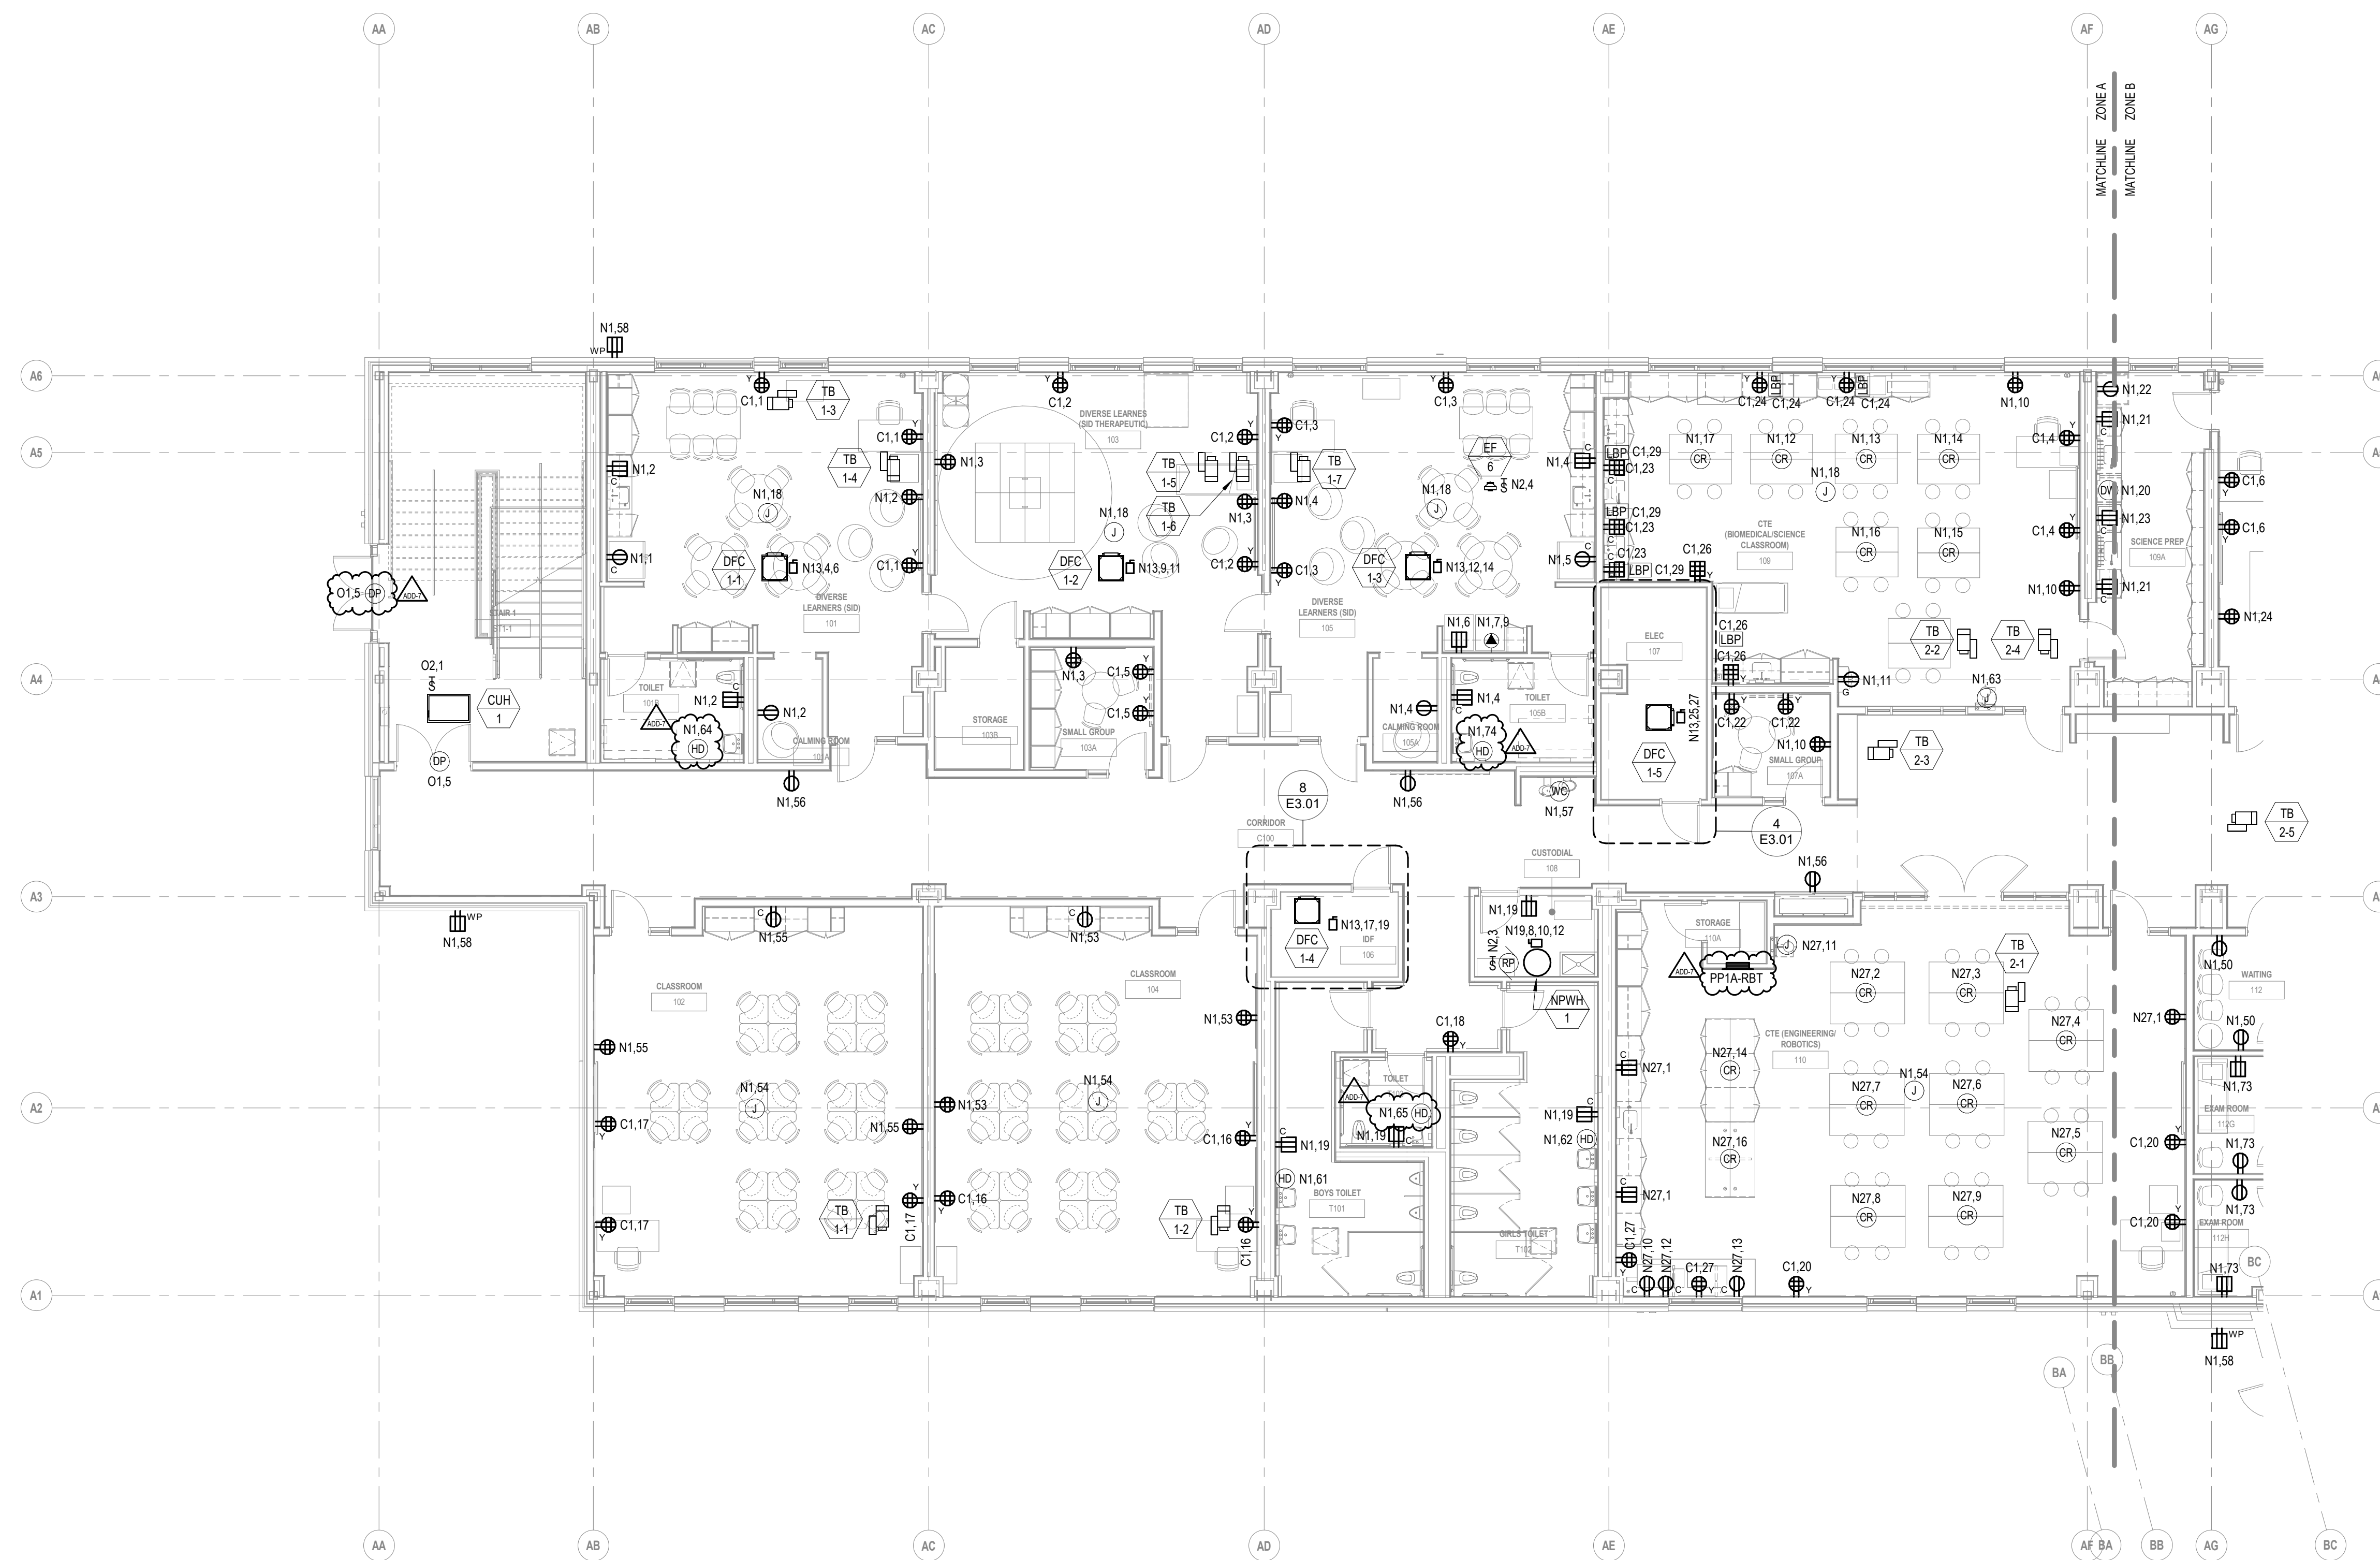 AA
AB
AC
AD
AE
AF
AG
MATCHLINE ZONE A
MATCHLINE ZONE B
N1,58
WP
A6
C1,1
Y
TB
1-3
C1,2
Y
DIVERSE LEARNES
(SID THERAPEUTIC)
103
C1,3
Y
C1,24
LBP
C1,24
C1,24
LBP
C1,24
N1,10
N1,22
N1,21
C
A5
C1,1
Y
TB
1-4
N1,2
C
N1,3
C1,2
Y
TB
1-5
TB
1-6
C1,3
Y
TB
1-7
EF
6
N2,4
N1,4
C
LBP
C1,29
C1,23
N1,17
CR
N1,12
CR
N1,13
CR
N1,14
CR
C1,4
Y
N1,18
J
N1,2
N1,18
J
N1,3
N1,4
N1,18
J
LBP
C1,29
C1,23
N1,18
J
DV
N1,20
C1,6
Y
N1,16
CR
N1,15
CR
C1,4
Y
N1,23
C
C1,6
Y
CTE
(BIOMEDICAL/SCIENCE
CLASSROOM)
109
SCIENCE PREP
109A
N1,1
C
DFC
1-1
N13,4,6
C1,1
Y
DFC
1-2
N13,9,11
C1,2
Y
C1,3
Y
DFC
1-3
N13,12,14
N1,5
C
C1,23
LBP
C1,29
C1,26
Y
N1,10
N1,21
C
N1,24
O1,5
DP
ADD-7
STAIR 1
ST1-1
DIVERSE
LEARNERS (SID)
101
DIVERSE
LEARNERS (SID)
105
N1,6
N1,7,9
ELEC
107
C1,26
LBP
C1,26
Y
TB
2-2
TB
2-4
O2,1
CUH
1
A4
TOILET
ADD-7
N1,2
C
N1,64
HD
N1,2
N1,3
C1,5
Y
C1,5
Y
STORAGE
103B
SMALL GROUP
103A
N1,4
CALMING ROOM
105A
N1,4
C
N1,74
HD
ADD-7
TOILET
105B
N13,25,27
DFC
1-5
C1,22
Y
C1,22
Y
N1,10
SMALL GROUP
107A
N1,11
G
N1,63
J
TB
2-3
DP
O1,5
CALMING ROOM
N1,56
N1,56
WC
N1,57
8
E3.01
4
E3.01
TB
2-5
CORRIDOR
C100
CUSTODIAL
108
N1,56
A3
WP
N1,58
C
N1,55
C
N1,53
DFC
1-4
N13,17,19
IDF
106
N1,19
N19,8,10,12
N2,3
RP
NPWH
1
STORAGE
110A
J
N27,11
ADD-7
PP1A-RBT
TB
2-1
N1,50
WAITING
112
CLASSROOM
102
CLASSROOM
104
N27,2
CR
N27,3
CR
N27,4
CR
N27,1
N1,50
N1,55
N1,53
C1,18
Y
CTE (ENGINEERING/
ROBOTICS)
110
N1,73
C
N27,1
N27,14
CR
N27,7
CR
N1,54
J
N27,6
CR
N1,54
J
N1,54
J
TOILET
ADD-7
N1,65
HD
A2
C1,17
Y
N1,55
N1,53
C1,16
Y
C
N1,19
N1,19
C
C
N1,19
N1,62
HD
N27,16
CR
N27,5
CR
C1,20
Y
EXAM ROOM
112G
N1,73
HD
N1,61
BOYS TOILET
T101
GIRLS TOILET
C
N27,1
N27,8
CR
N27,9
CR
N1,73
EXAM ROOM
112H
C1,17
Y
TB
1-1
C1,17
Y
C1,16
Y
TB
1-2
C1,16
Y
C1,27
Y
N27,10
C
N27,12
C
C1,27
Y
N27,13
C
C1,20
Y
C1,20
Y
N1,73
BC
A1
WP
N1,58
BB
BA
AA
AB
AC
AD
AE
AF
BA
BB
AG
BC